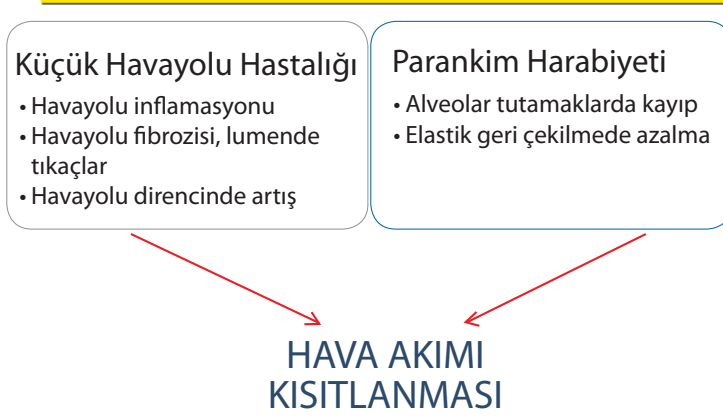 Küçük Havayolu Hastalığı
• Havayolu inflamasyonu
• Havayolu fibrozisi, lumende
tıkaçlar
• Havayolu direncinde artış
Parankim Harabiyeti
• Alveolar tutamaklarda kayıp
• Elastik geri çekilmede azalma
HAVA AKIMI
KISITLANMASI